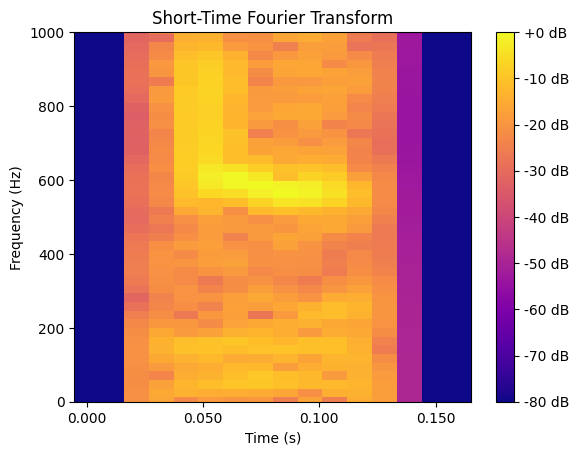 Short-Time Fourier Transform
1000
800
600
400
200
0
Frequency (Hz)
0.000
0.050
0.100
0.150
Time (s)
+0 dB
-10 dB
-20 dB
-30 dB
-40 dB
-50 dB
-60 dB
-70 dB
-80 dB